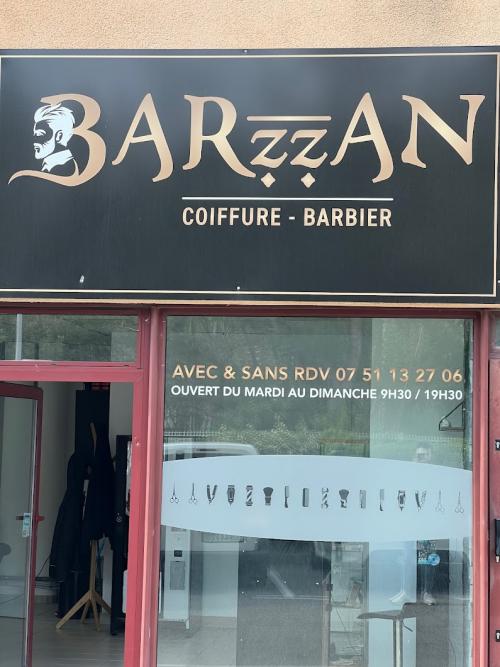 BARZZAN
COIFFURE - BARBIER
AVEC & SANS RDV 07 51 13 27 06
OUVERT DU MARDI AU DIMANCHE 9H30 / 19H30